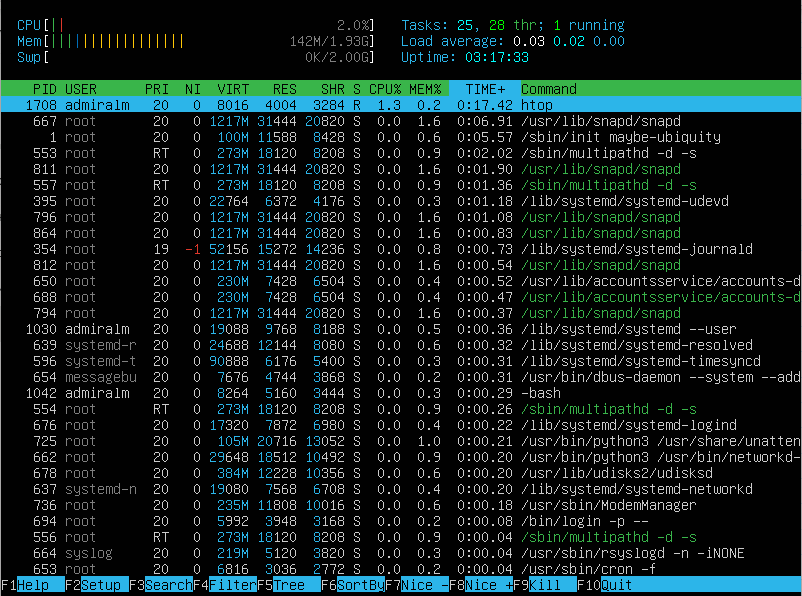 CPU[|| 2.0%] Tasks: 25, 28 thr; 1 running
Mem[||||||||||||||||| 142M/1.93G] Load average: 0.03 0.02 0.00
Swp[ 0K/2.00G] Uptime: 03:17:33
PID USER PRI NI VIRT RES SHR S CPU% MEM% TIME+ Command
1708 admiralm 20 0 8016 4004 3284 R 1.3 0.2 0:17.42 htop
667 root 20 0 1217M 31444 20820 S 0.0 1.6 0:06.91 /usr/lib/snapd/snapd
1 root 20 0 100M 11588 8428 S 0.0 0.6 0:05.57 /sbin/init maybe-ubiquity
553 root RT 0 273M 18120 8208 S 0.0 0.9 0:02.02 /sbin/multipathd -d -s
811 root 20 0 1217M 31444 20820 S 0.0 1.6 0:01.90 /usr/lib/snapd/snapd
557 root RT 0 273M 18120 8208 S 0.0 0.9 0:01.36 /sbin/multipathd -d -s
395 root 20 0 22764 6372 4176 S 0.0 0.3 0:01.18 /lib/systemd/systemd-udevd
796 root 20 0 1217M 31444 20820 S 0.0 1.6 0:01.08 /usr/lib/snapd/snapd
864 root 20 0 1217M 31444 20820 S 0.0 1.6 0:00.83 /usr/lib/snapd/snapd
354 root 19 -1 52156 15272 14236 S 0.0 0.8 0:00.73 /lib/systemd/systemd-journald
812 root 20 0 1217M 31444 20820 S 0.0 1.6 0:00.54 /usr/lib/snapd/snapd
650 root 20 0 230M 7428 6504 S 0.0 0.4 0:00.52 /usr/lib/accountsservice/accounts-d
688 root 20 0 230M 7428 6504 S 0.0 0.4 0:00.47 /usr/lib/accountsservice/accounts-d
794 root 20 0 1217M 31444 20820 S 0.0 1.6 0:00.37 /usr/lib/snapd/snapd
1030 admiralm 20 0 19088 9768 8188 S 0.0 0.5 0:00.36 /lib/systemd/systemd --user
639 systemd-r 20 0 24688 12144 8080 S 0.0 0.6 0:00.32 /lib/systemd/systemd-resolved
596 systemd-t 20 0 90888 6176 5400 S 0.0 0.3 0:00.31 /lib/systemd/systemd-timesyncd
654 messagebu 20 0 7676 4744 3868 S 0.0 0.2 0:00.31 /usr/bin/dbus-daemon --system --add
1042 admiralm 20 0 8264 5160 3444 S 0.0 0.3 0:00.29 -bash
554 root RT 0 273M 18120 8208 S 0.0 0.9 0:00.26 /sbin/multipathd -d -s
676 root 20 0 17320 7872 6980 S 0.0 0.4 0:00.22 /lib/systemd/systemd-logind
725 root 20 0 105M 20716 13052 S 0.0 1.0 0:00.21 /usr/bin/python3 /usr/share/unatten
662 root 20 0 29648 18512 10492 S 0.0 0.9 0:00.20 /usr/bin/python3 /usr/bin/networkd-
678 root 20 0 384M 12228 10356 S 0.0 0.6 0:00.20 /usr/lib/udisks2/udisksd
637 systemd-n 20 0 19080 7568 6708 S 0.0 0.4 0:00.20 /lib/systemd/systemd-networkd
736 root 20 0 235M 11808 10016 S 0.0 0.6 0:00.18 /usr/sbin/ModemManager
694 root 20 0 5992 3948 3168 S 0.0 0.2 0:00.08 /bin/login -p --
556 root RT 0 273M 18120 8208 S 0.0 0.9 0:00.04 /sbin/multipathd -d -s
664 syslog 20 0 219M 5120 3820 S 0.0 0.3 0:00.04 /usr/sbin/rsyslogd -n -iNONE
653 root 20 0 6816 3036 2772 S 0.0 0.2 0:00.04 /usr/sbin/cron -f
F1Help F2Setup F3SearchF4FilterF5Tree F6SortByF7Nice -F8Nice +F9Kill F10Quit